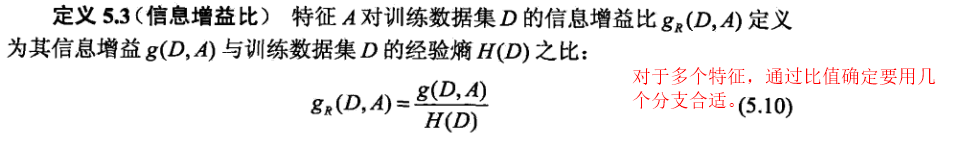 定义 5.3(信息增益比) 特征 A 对训练数据集 D 的信息增益比 g_R(D, A) 定义
为其信息增益 g(D, A) 与训练数据集 D 的经验熵 H(D) 之比：
g_R(D, A) = g(D, A) / H(D) (5.10)
对于多个特征，通过比值确定要用几
个分支合适。